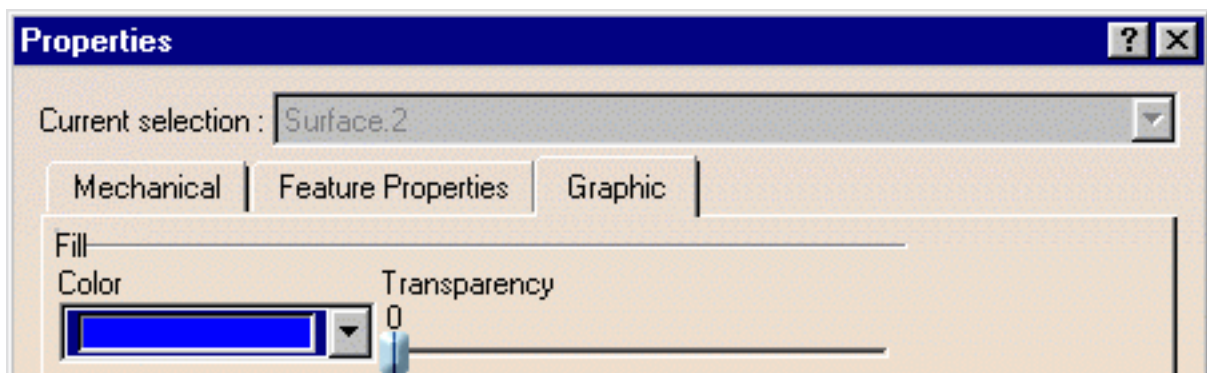 Properties
Current selection : Surface.2
Mechanical Feature Properties Graphic
Fill
Color Transparency
0